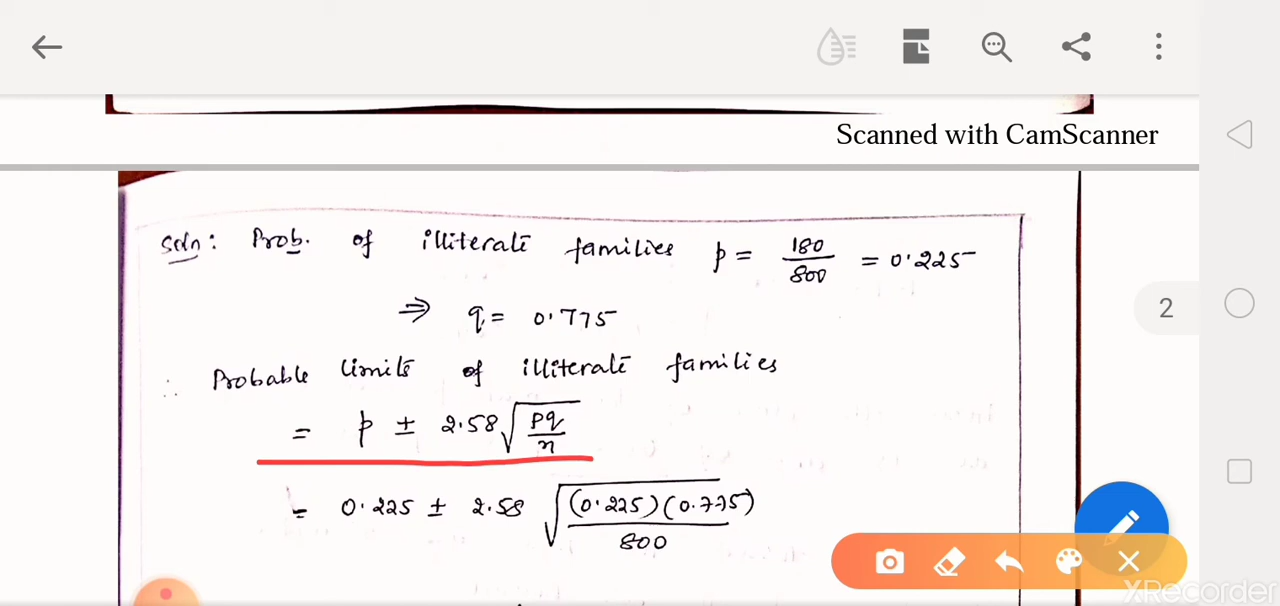 Scanned with CamScanner
Soln: Prob. of illiterate families p = 180/800 = 0.225
⇒ q = 0.775
2
∴ Probable limits of illiterate families
= p ± 2.58 √(pq/n)
= 0.225 ± 2.58 √((0.225)(0.775)/800)
XRecorder